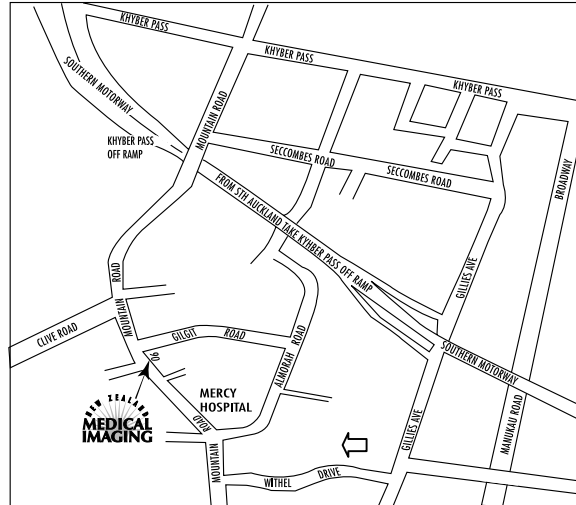 KHYBER PASS
KHYBER PASS
KHYBER PASS
SOUTHERN MOTORWAY
MOUNTAIN ROAD
KHYBER PASS
OFF RAMP
SECCOMBES ROAD
SECCOMBES ROAD
BROADWAY
FROM STH AUCKLAND TAKE KYHBER PASS OFF RAMP
GILLIES AVE
CLIVE ROAD
MOUNTAIN ROAD
GILGIT ROAD
ALMORAH ROAD
SOUTHERN MOTORWAY
90
MERCY
HOSPITAL
NEW ZEALAND
MEDICAL
IMAGING
MOUNTAIN ROAD
GILLIES AVE
MANUKAU ROAD
WITHEL DRIVE